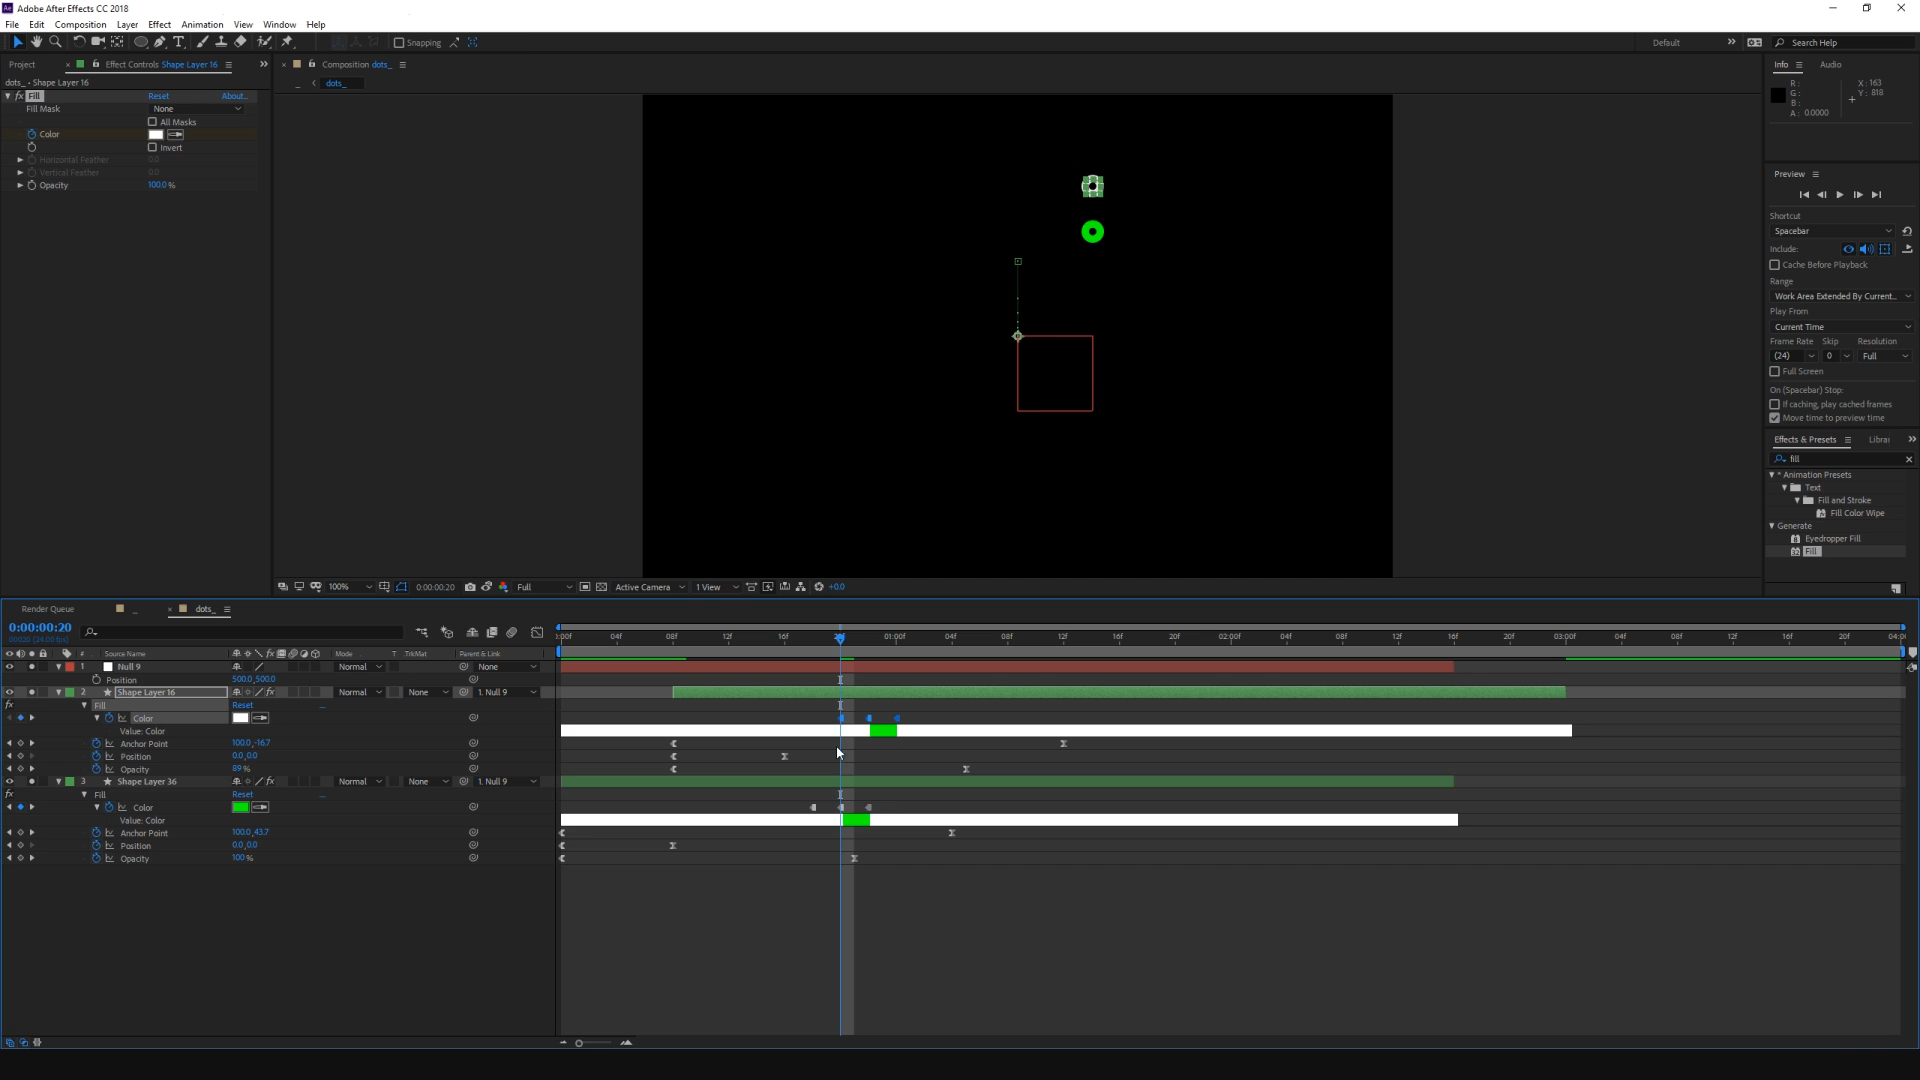 Adobe After Effects CC 2018
File Edit Composition Layer Effect Animation View Window Help
Snapping Default Search Help
Project Effect Controls Shape Layer 16
Composition dots_
Info Audio
dots_ • Shape Layer 16
_ dots_
fx Fill Reset About...
Fill Mask None
All Masks
Color
Invert
Horizontal Feather 0.0
Vertical Feather 0.0
Opacity 100.0 %
R :
G :
B :
A : 0.0000
X : 163
Y : 818
Preview
Shortcut
Spacebar
Include:
Cache Before Playback
Range
Work Area Extended By Current...
Play From
Current Time
Frame Rate Skip Resolution
(24) 0 Full
Full Screen
On (Spacebar) Stop:
If caching, play cached frames
Move time to preview time
Effects & Presets Librai
fill
* Animation Presets
Text
Fill and Stroke
Fill Color Wipe
Generate
Eyedropper Fill
Fill
100% 0:00:00:20 Full Active Camera 1 View +0.0
Render Queue _ dots_
0:00:00:20
00020 (24.00 fps)
:00f 04f 08f 12f 16f 20f 01:00f 04f 08f 12f 16f 20f 02:00f 04f 08f 12f 16f 20f 03:00f 04f 08f 12f 16f 20f 04:0
# Source Name Mode T TrkMat Parent & Link
1 Null 9 Normal None
Position 500.0,500.0
2 Shape Layer 16 Normal None 1. Null 9
fx Fill Reset ...
Color
Value: Color
Anchor Point 100.0,-16.7
Position 0.0,0.0
Opacity 89 %
3 Shape Layer 36 Normal None 1. Null 9
fx Fill Reset ...
Color
Value: Color
Anchor Point 100.0,43.7
Position 0.0,0.0
Opacity 100 %